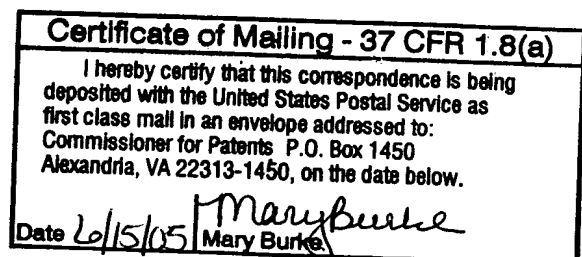 Certificate of Mailing - 37 CFR 1.8(a)
I hereby certify that this correspondence is being
deposited with the United States Postal Service as
first class mail in an envelope addressed to:
Commissioner for Patents P.O. Box 1450
Alexandria, VA 22313-1450, on the date below.
Mary Burke
Date 6/15/05 Mary Burke